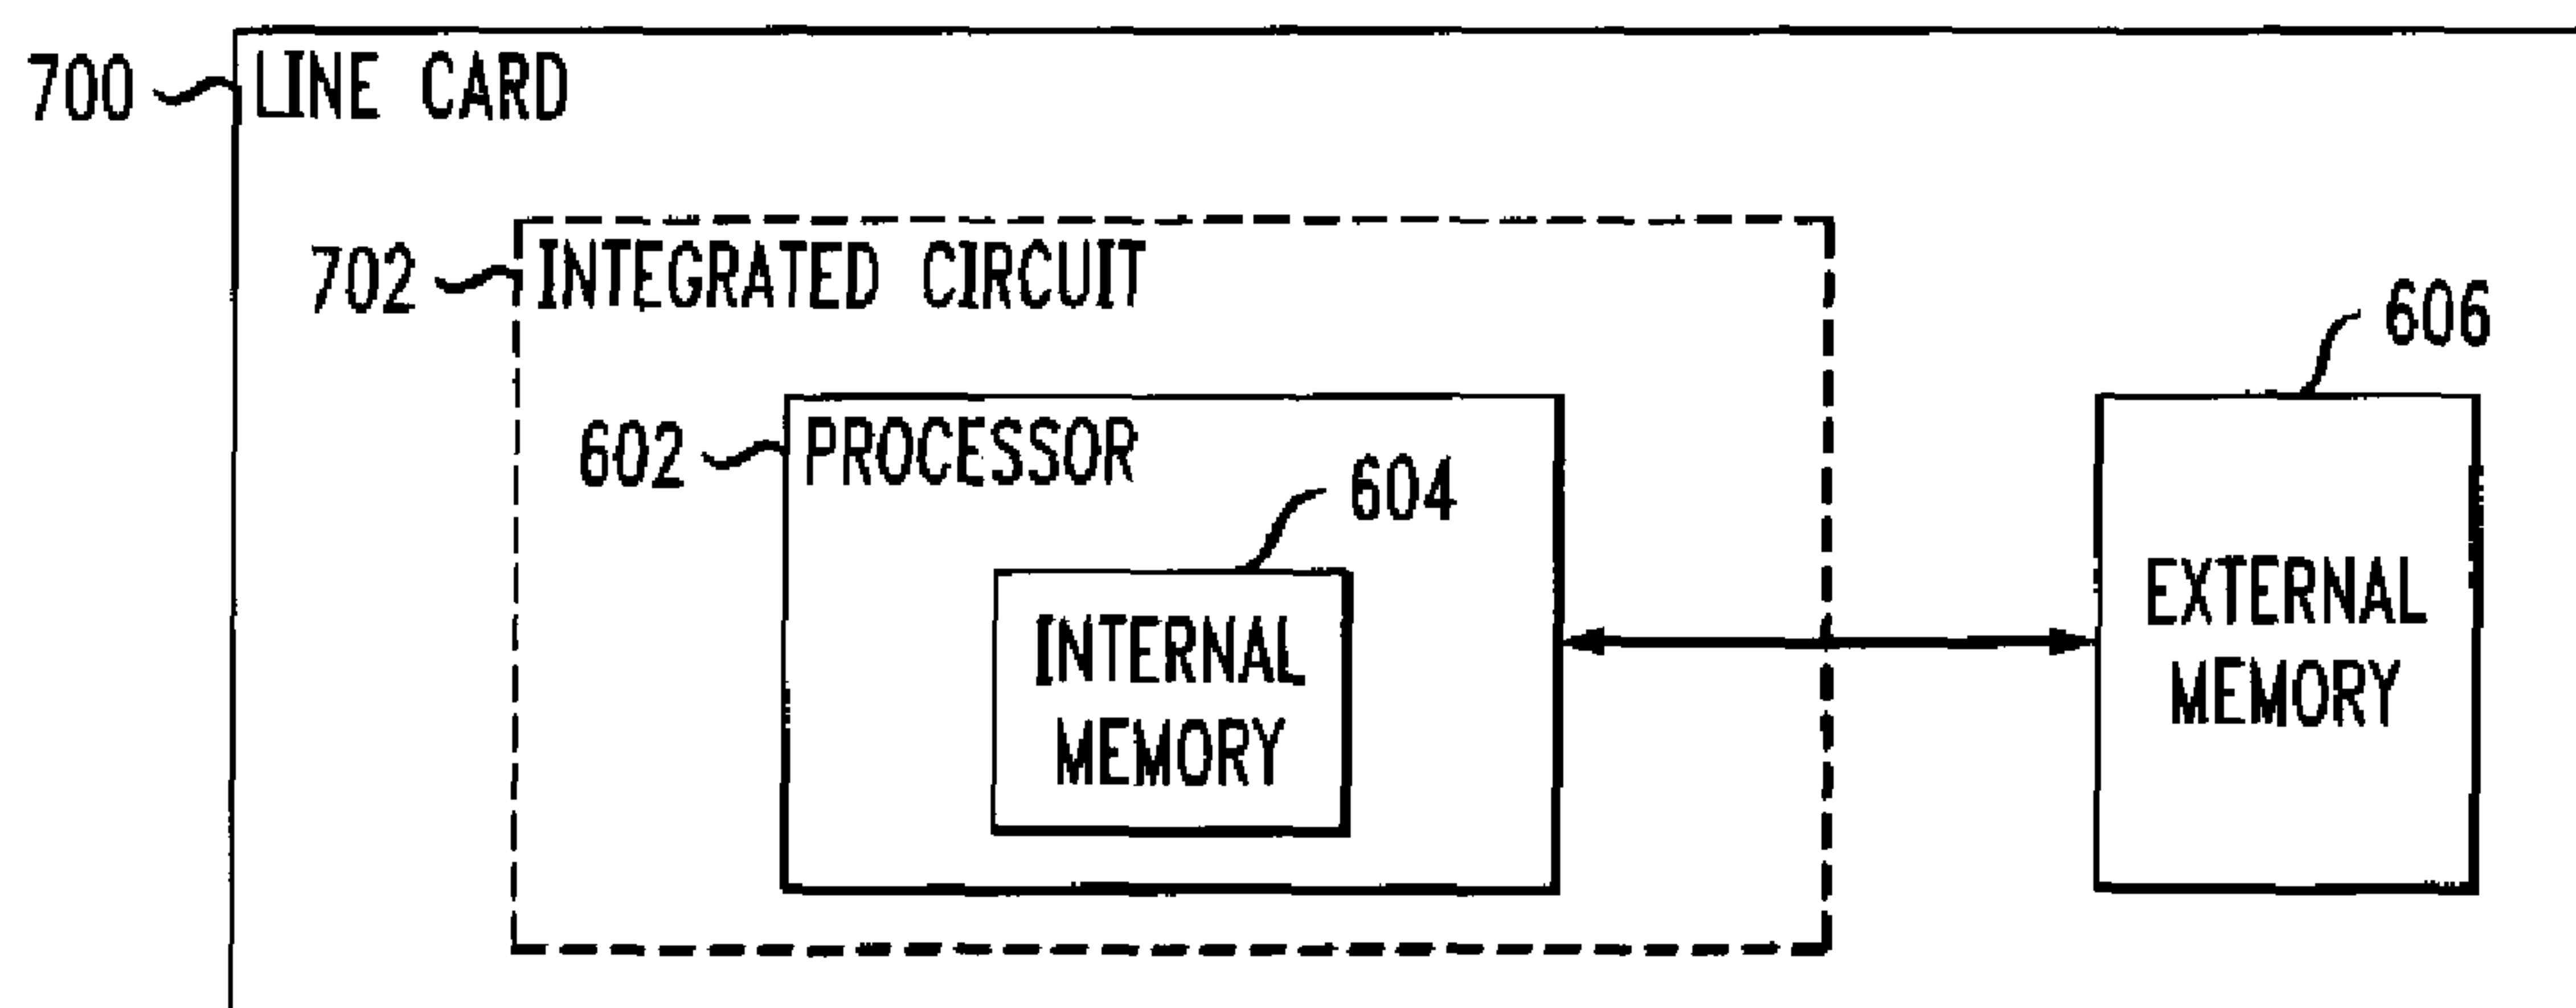 700
LINE CARD
702
INTEGRATED CIRCUIT
606
602
PROCESSOR
604
INTERNAL
MEMORY
EXTERNAL
MEMORY